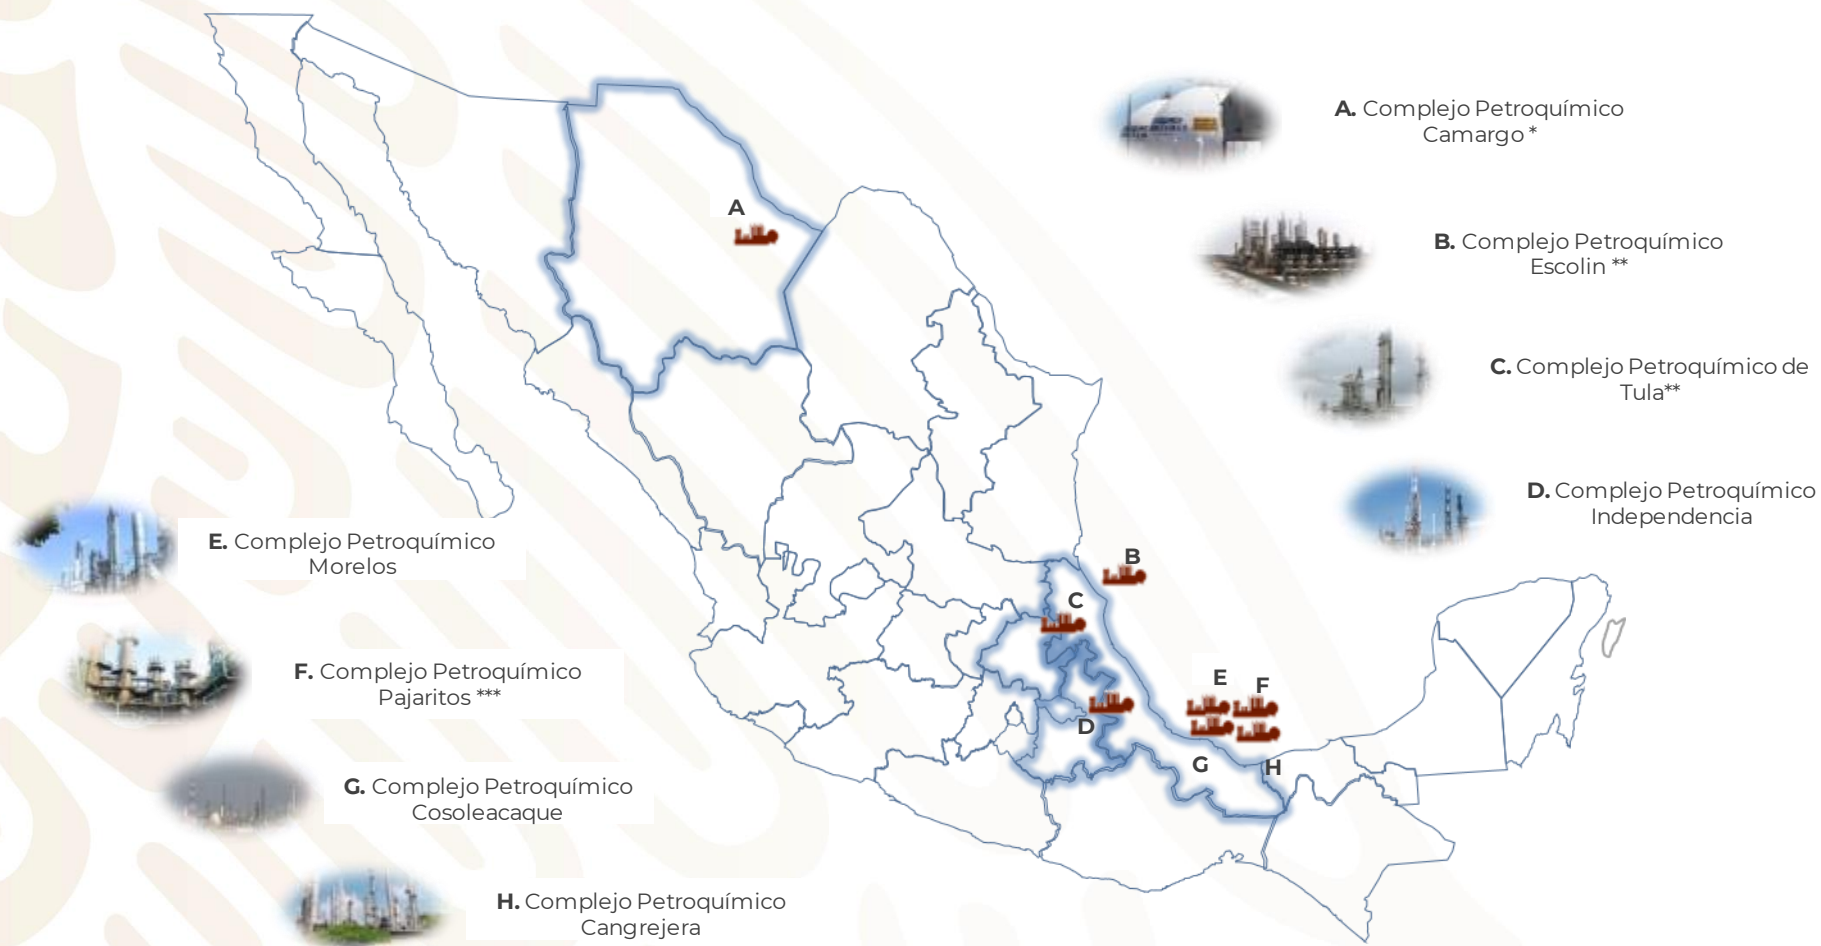 A. Complejo Petroquímico
Camargo *
B. Complejo Petroquímico
Escolin **
C. Complejo Petroquímico de
Tula**
D. Complejo Petroquímico
Independencia
E. Complejo Petroquímico
Morelos
F. Complejo Petroquímico
Pajaritos ***
G. Complejo Petroquímico
Cosoleacaque
H. Complejo Petroquímico
Cangrejera
A
B
C
D
E
F
G
H